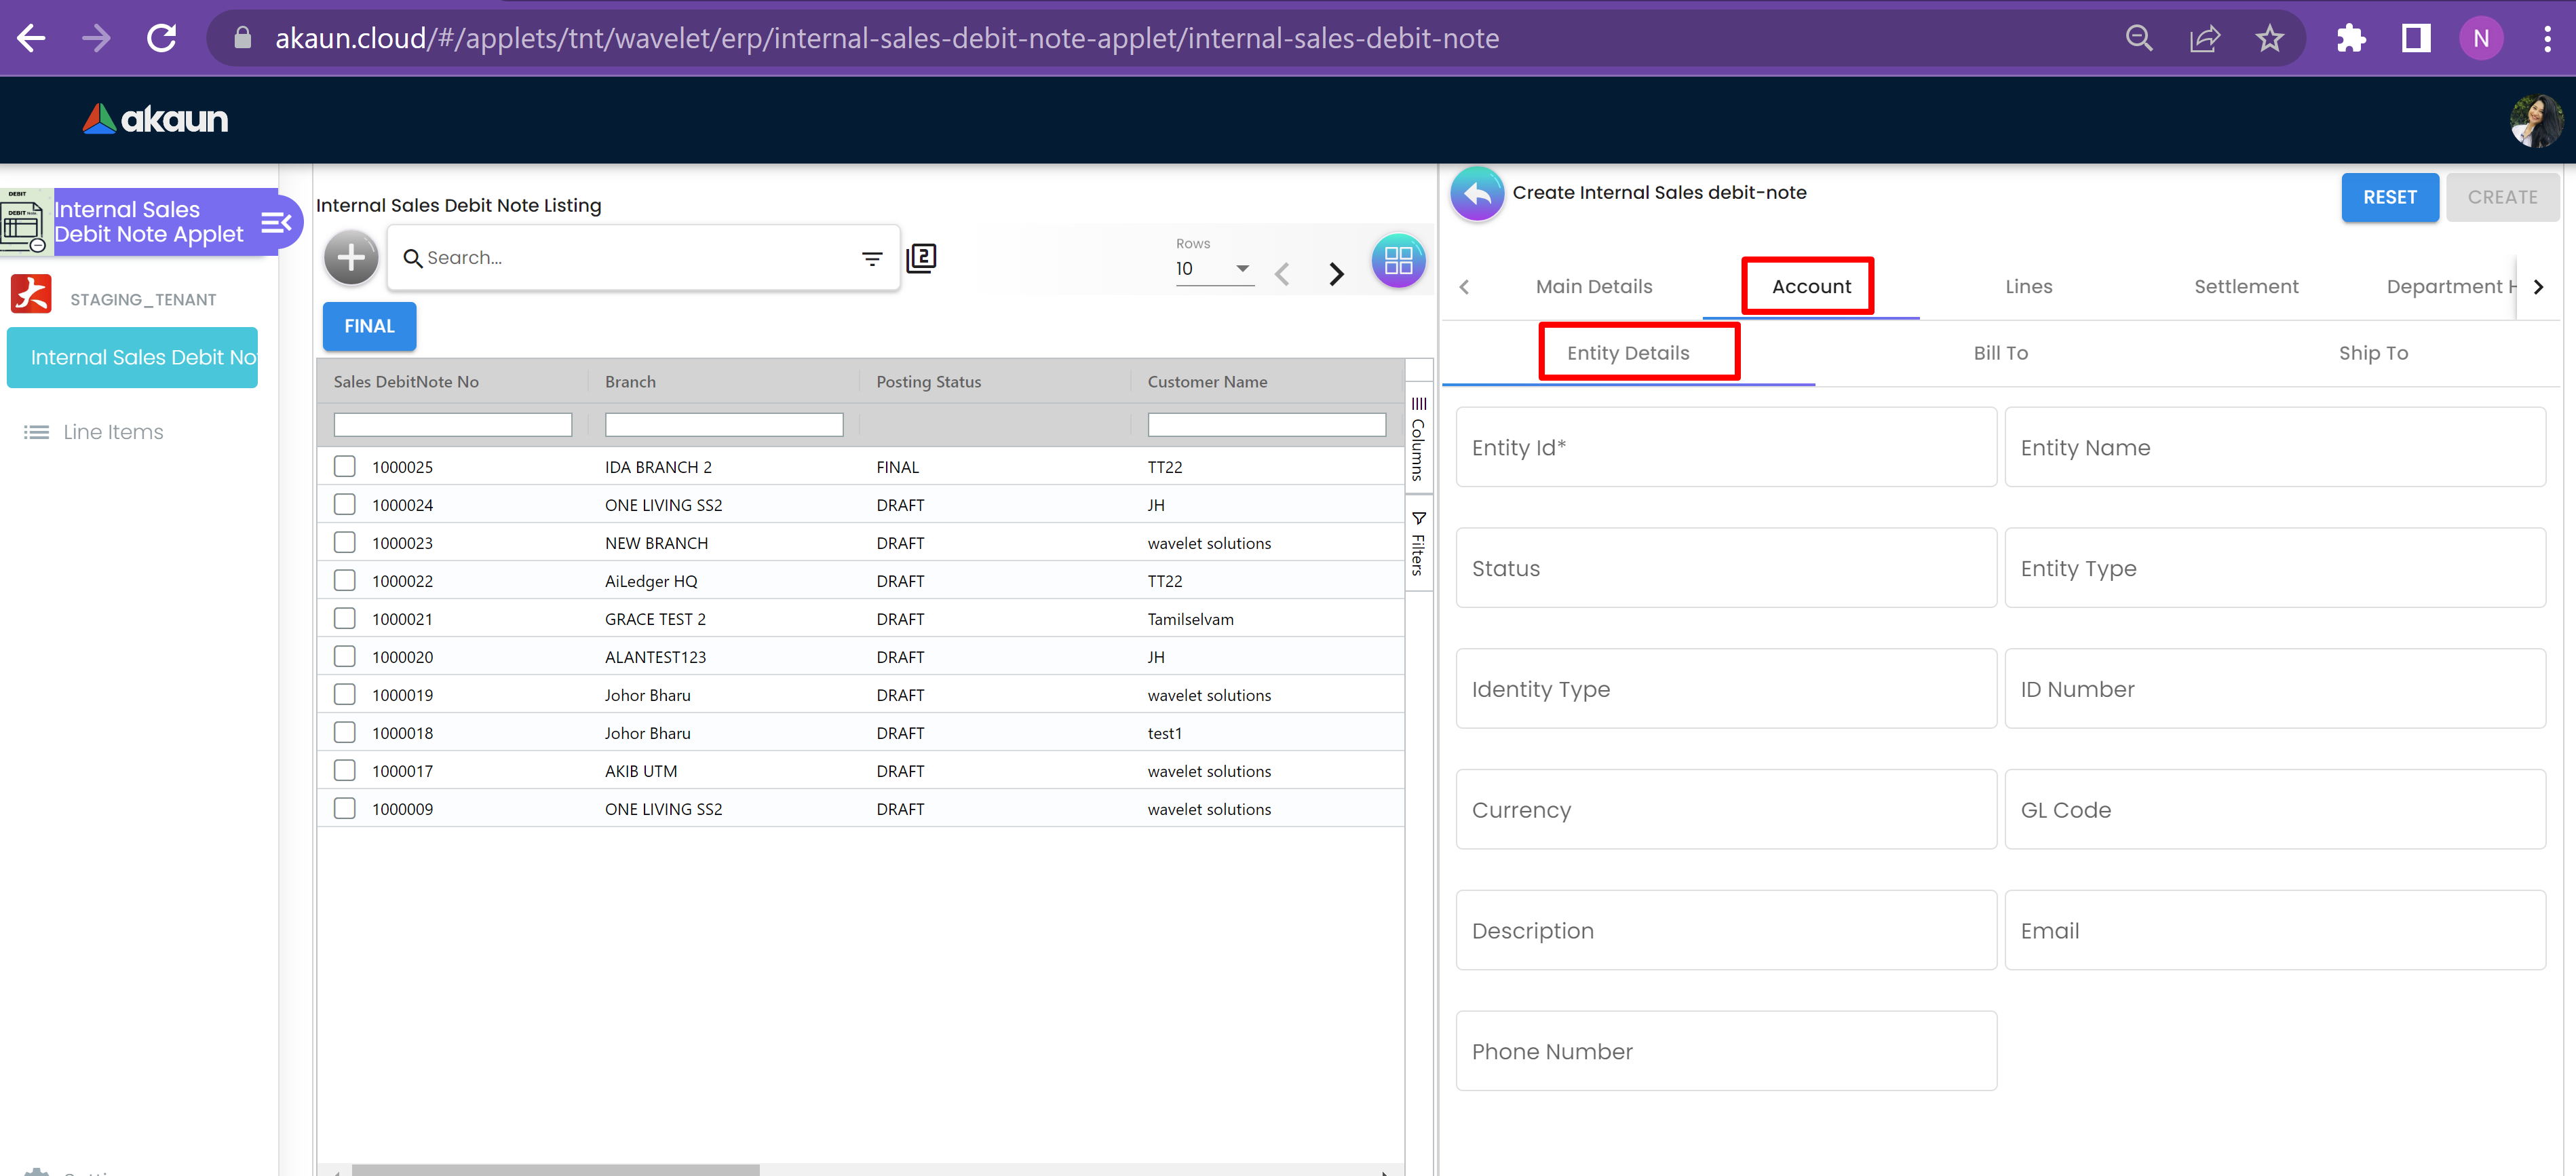 akaun.cloud/#/applets/tnt/wavelet/erp/internal-sales-debit-note-applet/internal-sales-debit-note
N
akaun
DEBIT
DEBIT
Internal Sales
Debit Note Applet
STAGING_TENANT
Internal Sales Debit No
Line Items
Internal Sales Debit Note Listing
Search...
2
Rows
10
FINAL
Sales DebitNote No Branch Posting Status Customer Name
1000025 IDA BRANCH 2 FINAL TT22
1000024 ONE LIVING SS2 DRAFT JH
1000023 NEW BRANCH DRAFT wavelet solutions
1000022 AiLedger HQ DRAFT TT22
1000021 GRACE TEST 2 DRAFT Tamilselvam
1000020 ALANTEST123 DRAFT JH
1000019 Johor Bharu DRAFT wavelet solutions
1000018 Johor Bharu DRAFT test1
1000017 AKIB UTM DRAFT wavelet solutions
1000009 ONE LIVING SS2 DRAFT wavelet solutions
Columns
Filters
Create Internal Sales debit-note
RESET CREATE
Main Details Account Lines Settlement Department H
Entity Details Bill To Ship To
Entity Id* Entity Name
Status Entity Type
Identity Type ID Number
Currency GL Code
Description Email
Phone Number